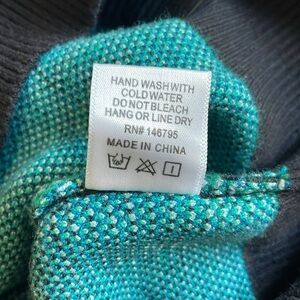 HAND WASH WITH
COLD WATER
DO NOT BLEACH
HANG OR LINE DRY
RN# 146795
MADE IN CHINA